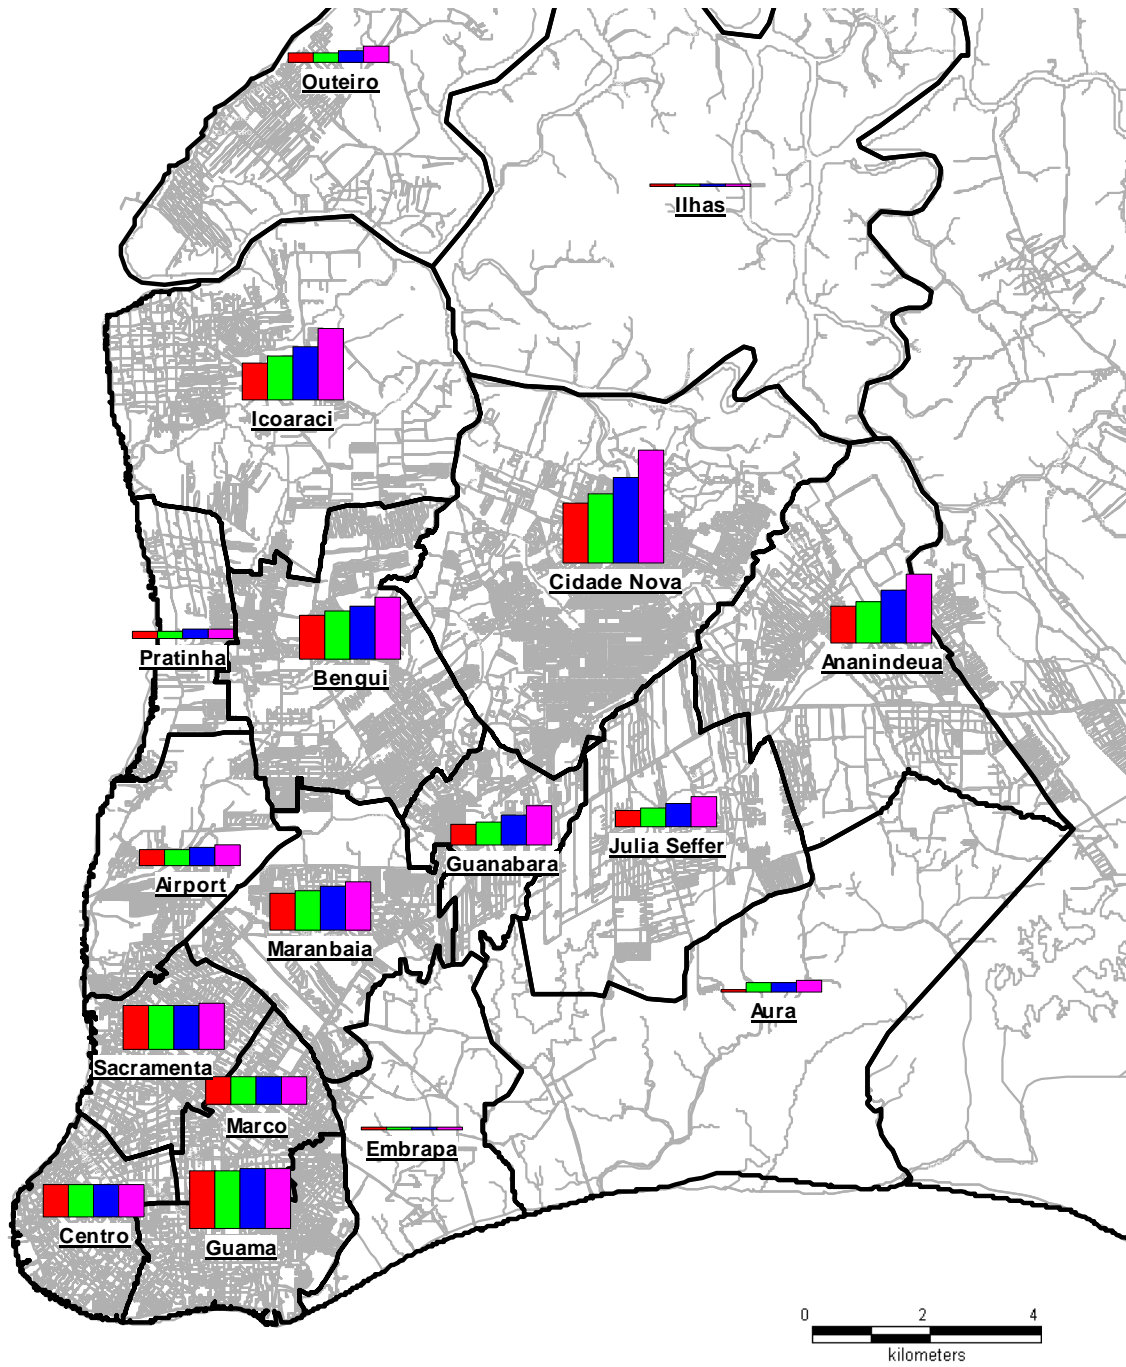 Outeiro
Ilhas
Icoaraci
Cidade Nova
Pratinha
Bengui
Ananindeua
Guanabara
Julia Seffer
Airport
Maranbaia
Aura
Sacramenta
Marco
Embrapa
Centro
Guama
0 2 4
kilometers